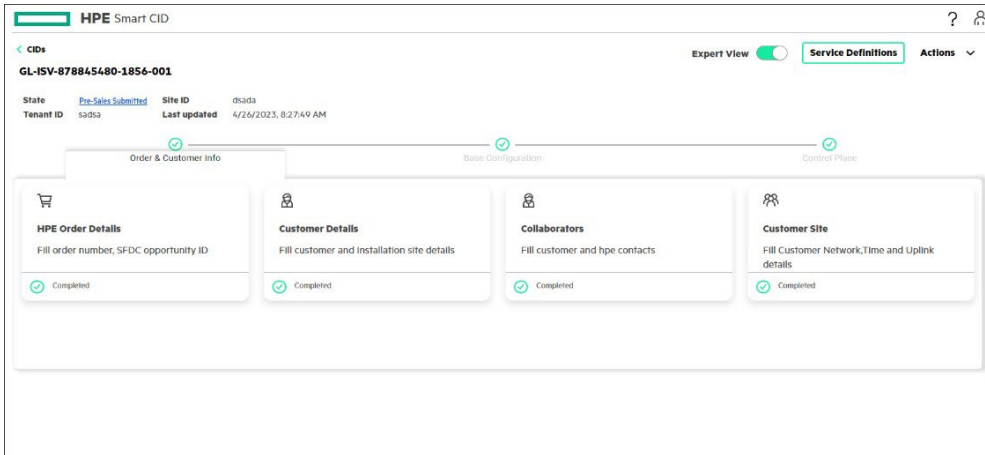 HPE Smart CID
?
< CIDs
Expert View
Service Definitions
Actions
GL-ISV-878845480-1856-001
State Pre-Sales Submitted Site ID dsada
Tenant ID sadsa Last updated 4/26/2023, 8:27:49 AM
Order & Customer Info
Base Configuration
Control Plane
HPE Order Details
Fill order number, SFDC opportunity ID
Completed
Customer Details
Fill customer and installation site details
Completed
Collaborators
Fill customer and hpe contacts
Completed
Customer Site
Fill Customer Network,Time and Uplink
details
Completed